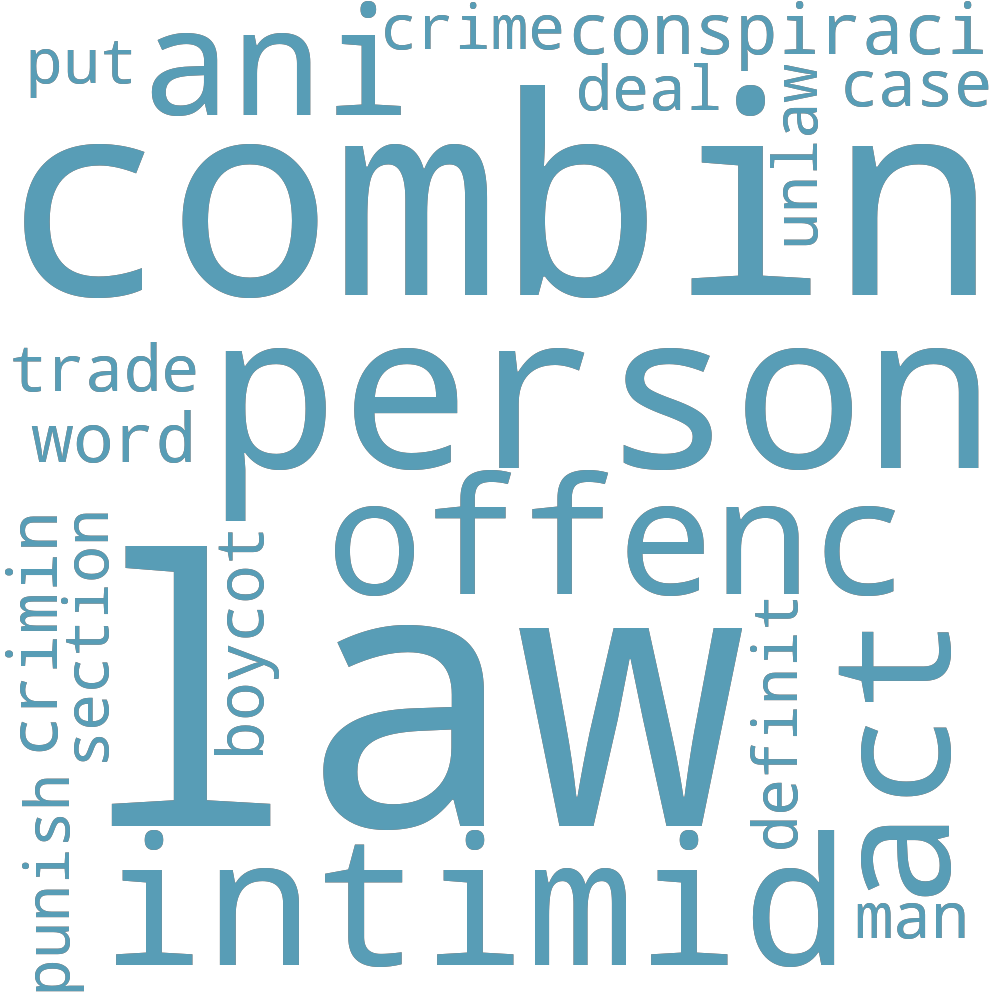 put
ani
crime
conspiraci
deal
case
combin
unlaw
trade
person
word
offenc
crimin
section
boycot
law
definit
act
punish
intimid
man